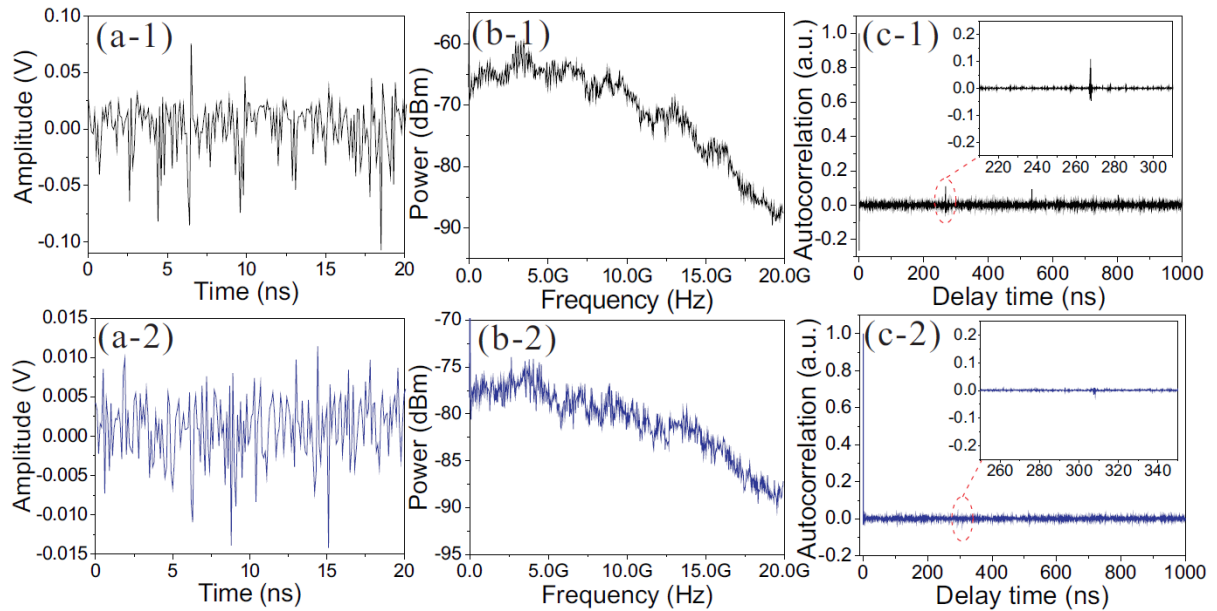 (a-1)
Amplitude (V)
0.10
0.05
0.00
-0.05
-0.10
0 5 10 15 20
Time (ns)
(b-1)
Power (dBm)
-60
-70
-80
-90
0.0 5.0G 10.0G 15.0G 20.0G
Frequency (Hz)
(c-1)
Autocorrelation (a.u.)
1.0
0.8
0.6
0.4
0.2
0.0
-0.2
0 200 400 600 800 1000
Delay time (ns)
0.2
0.1
0.0
-0.1
-0.2
220 240 260 280 300
(a-2)
Amplitude (V)
0.015
0.010
0.005
0.000
-0.005
-0.010
-0.015
0 5 10 15 20
Time (ns)
(b-2)
Power (dBm)
-70
-75
-80
-85
-90
-95
0.0 5.0G 10.0G 15.0G 20.0G
Frequency (Hz)
(c-2)
Autocorrelation (a.u.)
1.0
0.8
0.6
0.4
0.2
0.0
-0.2
0 200 400 600 800 1000
Delay time (ns)
0.2
0.1
0.0
-0.1
-0.2
260 280 300 320 340